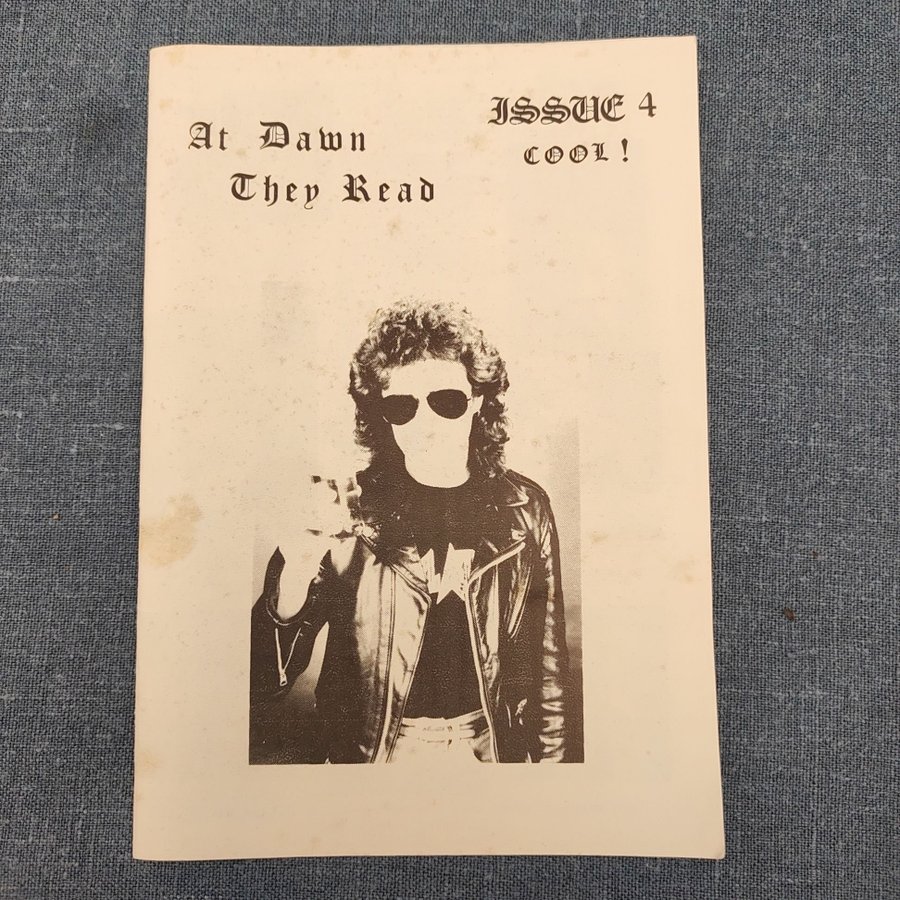 At Dawn
They Read
ISSUE 4
COOL!